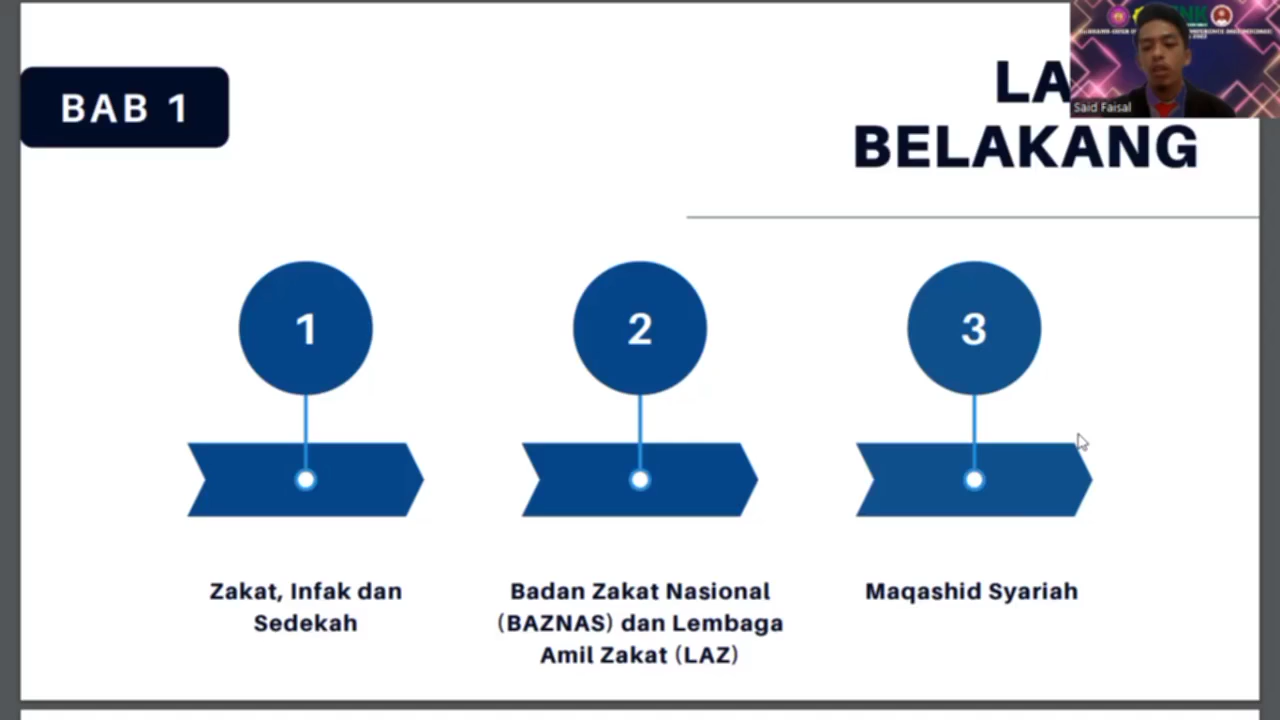 BAB 1
LA
BELAKANG
Said Faisal
1
2
3
Zakat, Infak dan
Sedekah
Badan Zakat Nasional
(BAZNAS) dan Lembaga
Amil Zakat (LAZ)
Maqashid Syariah